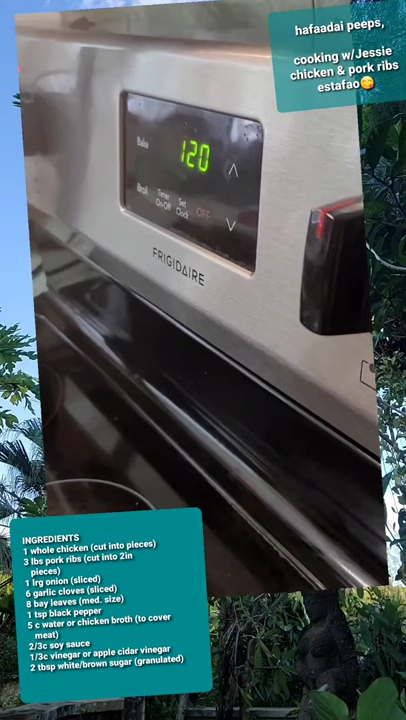 hafaadai peeps,
cooking w/Jessie
chicken & pork ribs
estafao😋
Bake
120
Broil
Timer
On-Off
Set
Clock
OFF
FRIGIDAIRE
INGREDIENTS
1 whole chicken (cut into pieces)
3 lbs pork ribs (cut into 2in
pieces)
1 lrg onion (sliced)
6 garlic cloves (sliced)
8 bay leaves (med. size)
1 tsp black pepper
5 c water or chicken broth (to cover
meat)
2/3c soy sauce
1/3c vinegar or apple cidar vinegar
2 tbsp white/brown sugar (granulated)